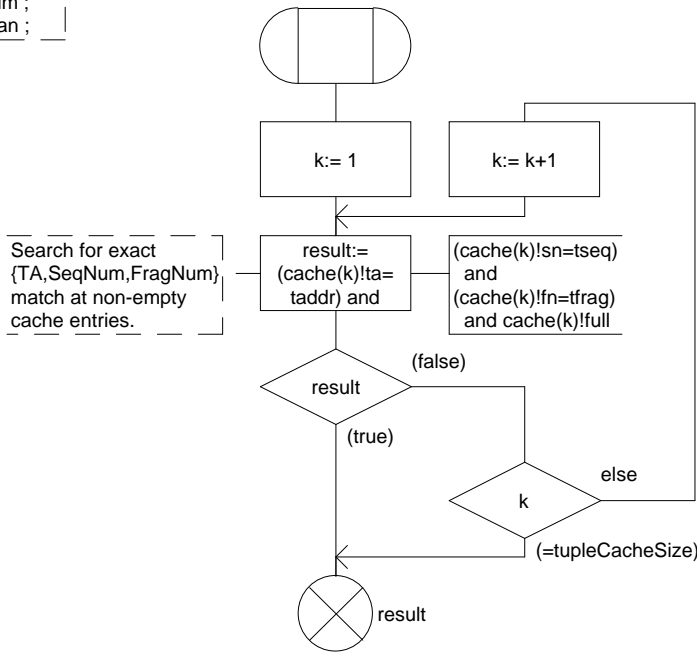 an ;
k:= 1
k:= k+1
Search for exact
{TA,SeqNum,FragNum}
match at non-empty
cache entries.
result:=
(cache(k)!ta=
taddr) and
(cache(k)!sn=tseq)
and
(cache(k)!fn=tfrag)
and cache(k)!full
result
(false)
(true)
k
else
(=tupleCacheSize)
result